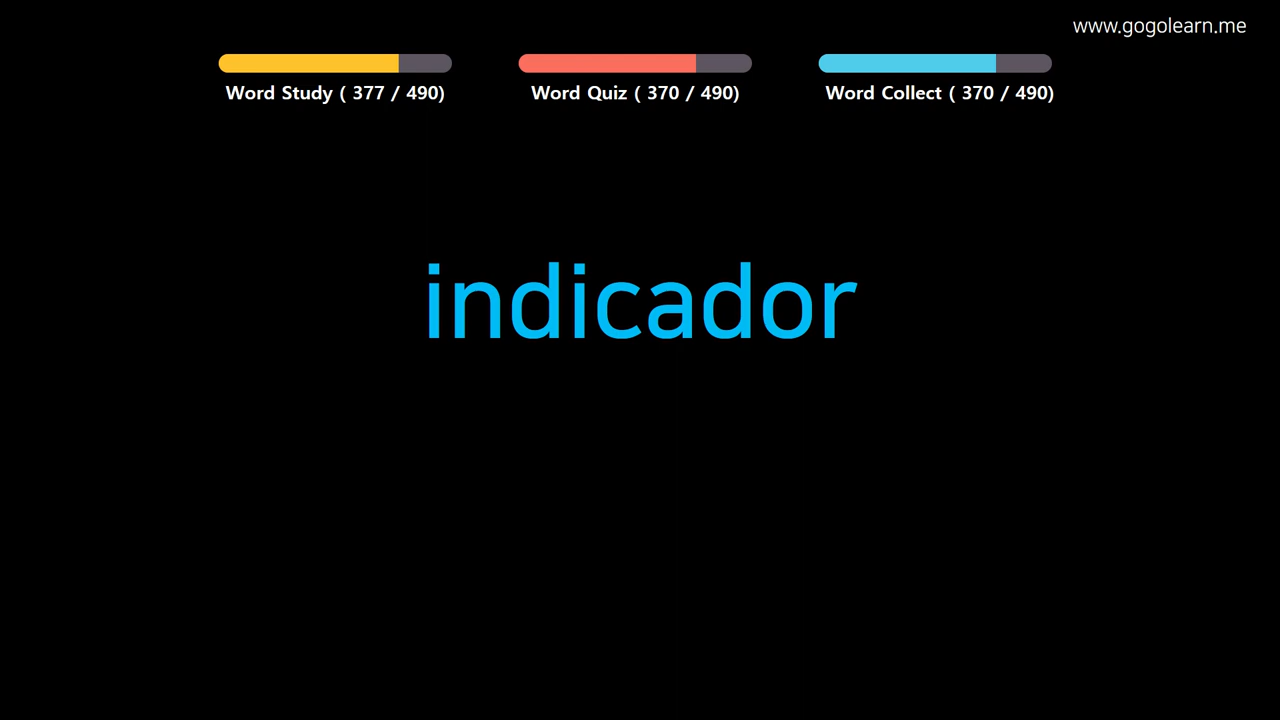 www.gogolearn.me
Word Study ( 377 / 490)
Word Quiz ( 370 / 490)
Word Collect ( 370 / 490)
indicador